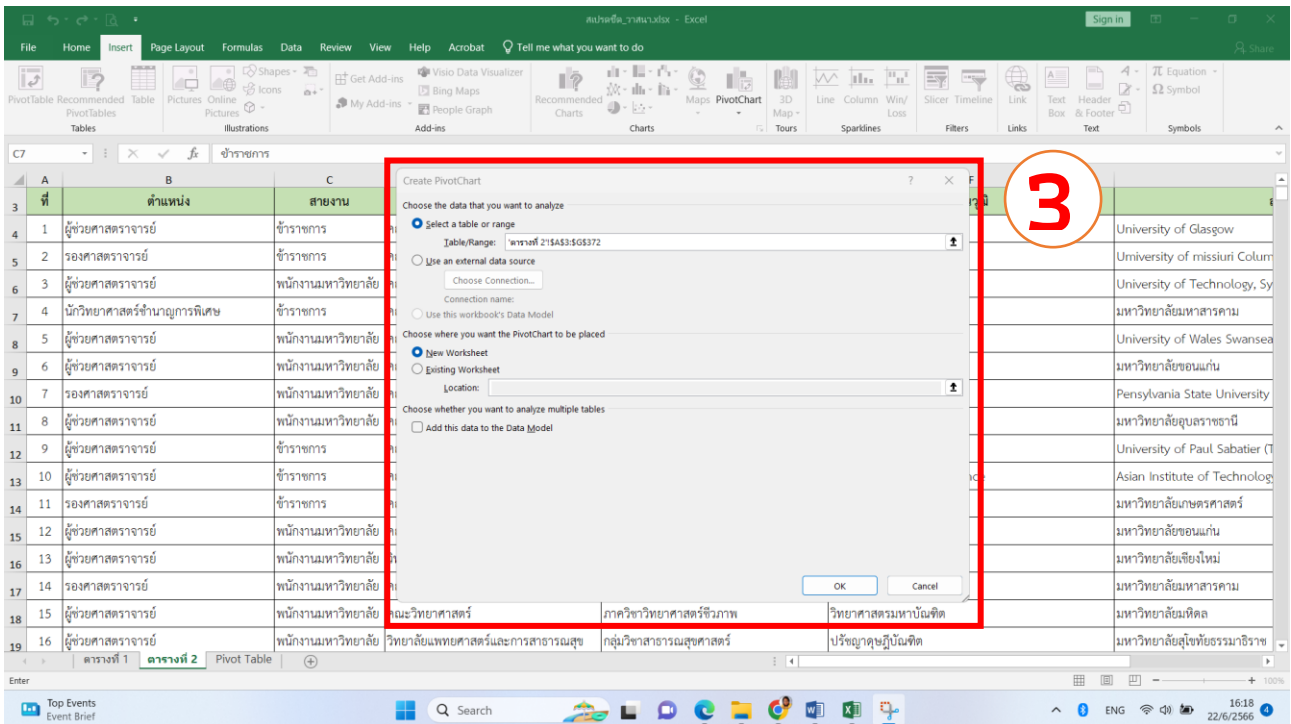 สเปรดชีต_วาสนา.xlsx - Excel
Sign in
File Home Insert Page Layout Formulas Data Review View Help Acrobat Tell me what you want to do Share
PivotTable Recommended PivotTables Table Pictures Online Pictures Shapes Icons Get Add-ins My Add-ins Visio Data Visualizer Bing Maps People Graph Recommended Charts Maps PivotChart 3D Map Line Column Win/Loss Slicer Timeline Link Text Box Header & Footer Equation Symbol
Tables Illustrations Add-ins Charts Tours Sparklines Filters Links Text Symbols
C7 fx ข้าราชการ
A B C F
3 ที่ ตำแหน่ง สายงาน
4 1 ผู้ช่วยศาสตราจารย์ ข้าราชการ University of Glasgow
5 2 รองศาสตราจารย์ ข้าราชการ Umiversity of missiuri Colum
6 3 ผู้ช่วยศาสตราจารย์ พนักงานมหาวิทยาลัย University of Technology, Sy
7 4 นักวิทยาศาสตร์ชำนาญการพิเศษ ข้าราชการ มหาวิทยาลัยมหาสารคาม
8 5 ผู้ช่วยศาสตราจารย์ พนักงานมหาวิทยาลัย University of Wales Swansea
9 6 ผู้ช่วยศาสตราจารย์ พนักงานมหาวิทยาลัย มหาวิทยาลัยขอนแก่น
10 7 รองศาสตราจารย์ พนักงานมหาวิทยาลัย Pensylvania State University
11 8 ผู้ช่วยศาสตราจารย์ พนักงานมหาวิทยาลัย มหาวิทยาลัยอุบลราชธานี
12 9 ผู้ช่วยศาสตราจารย์ ข้าราชการ University of Paul Sabatier (T
13 10 ผู้ช่วยศาสตราจารย์ ข้าราชการ Asian Institute of Technolog
14 11 รองศาสตราจารย์ ข้าราชการ มหาวิทยาลัยเกษตรศาสตร์
15 12 ผู้ช่วยศาสตราจารย์ พนักงานมหาวิทยาลัย มหาวิทยาลัยขอนแก่น
16 13 ผู้ช่วยศาสตราจารย์ พนักงานมหาวิทยาลัย มหาวิทยาลัยเชียงใหม่
17 14 รองศาสตราจารย์ พนักงานมหาวิทยาลัย มหาวิทยาลัยมหาสารคาม
18 15 ผู้ช่วยศาสตราจารย์ พนักงานมหาวิทยาลัย คณะวิทยาศาสตร์ ภาควิชาวิทยาศาสตร์ชีวภาพ วิทยาศาสตรมหาบัณฑิต มหาวิทยาลัยมหิดล
19 16 ผู้ช่วยศาสตราจารย์ พนักงานมหาวิทยาลัย วิทยาลัยแพทยศาสตร์และการสาธารณสุข กลุ่มวิชาสาธารณสุขศาสตร์ ปรัชญาดุษฎีบัณฑิต มหาวิทยาลัยสุโขทัยธรรมาธิราช
Create PivotChart ? ×
Choose the data that you want to analyze
Select a table or range
Table/Range: 'ตารางที่ 2'!$A$3:$G$372
Use an external data source
Choose Connection...
Connection name:
Use this workbook's Data Model
Choose where you want the PivotChart to be placed
New Worksheet
Existing Worksheet
Location:
Choose whether you want to analyze multiple tables
Add this data to the Data Model
OK Cancel
3
ตารางที่ 1 ตารางที่ 2 Pivot Table
Enter 100%
Top Events
Event Brief
Search
ENG
16:18
22/6/2566
4